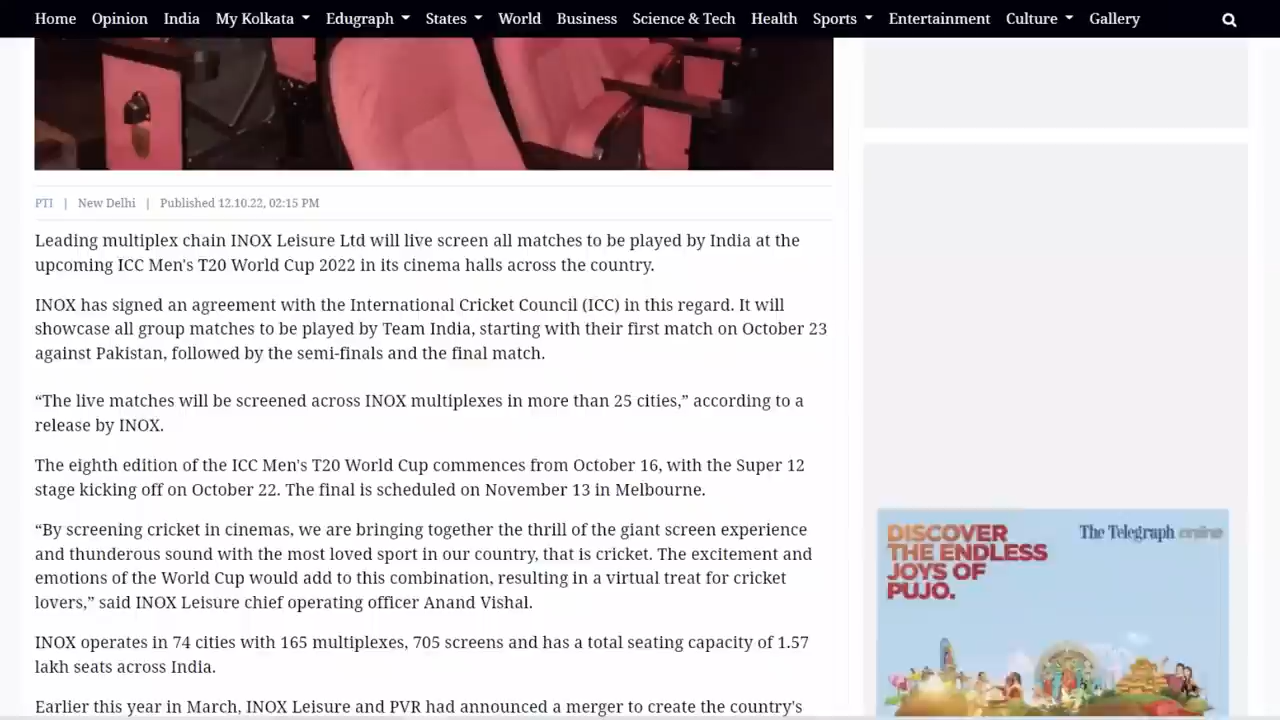 Home Opinion India My Kolkata Edugraph States World Business Science & Tech Health Sports Entertainment Culture Gallery
PTI | New Delhi | Published 12.10.22, 02:15 PM
Leading multiplex chain INOX Leisure Ltd will live screen all matches to be played by India at the
upcoming ICC Men's T20 World Cup 2022 in its cinema halls across the country.
INOX has signed an agreement with the International Cricket Council (ICC) in this regard. It will
showcase all group matches to be played by Team India, starting with their first match on October 23
against Pakistan, followed by the semi-finals and the final match.
“The live matches will be screened across INOX multiplexes in more than 25 cities,” according to a
release by INOX.
The eighth edition of the ICC Men's T20 World Cup commences from October 16, with the Super 12
stage kicking off on October 22. The final is scheduled on November 13 in Melbourne.
“By screening cricket in cinemas, we are bringing together the thrill of the giant screen experience
and thunderous sound with the most loved sport in our country, that is cricket. The excitement and
emotions of the World Cup would add to this combination, resulting in a virtual treat for cricket
lovers,” said INOX Leisure chief operating officer Anand Vishal.
INOX operates in 74 cities with 165 multiplexes, 705 screens and has a total seating capacity of 1.57
lakh seats across India.
Earlier this year in March, INOX Leisure and PVR had announced a merger to create the country's
DISCOVER
THE ENDLESS
JOYS OF
PUJO.
The Telegraph online